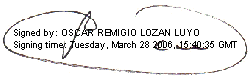 Signed by: OSCAR REMIGIO LOZAN LUYO
Signing time: Tuesday, March 28 2006, 15:40:35 GMT